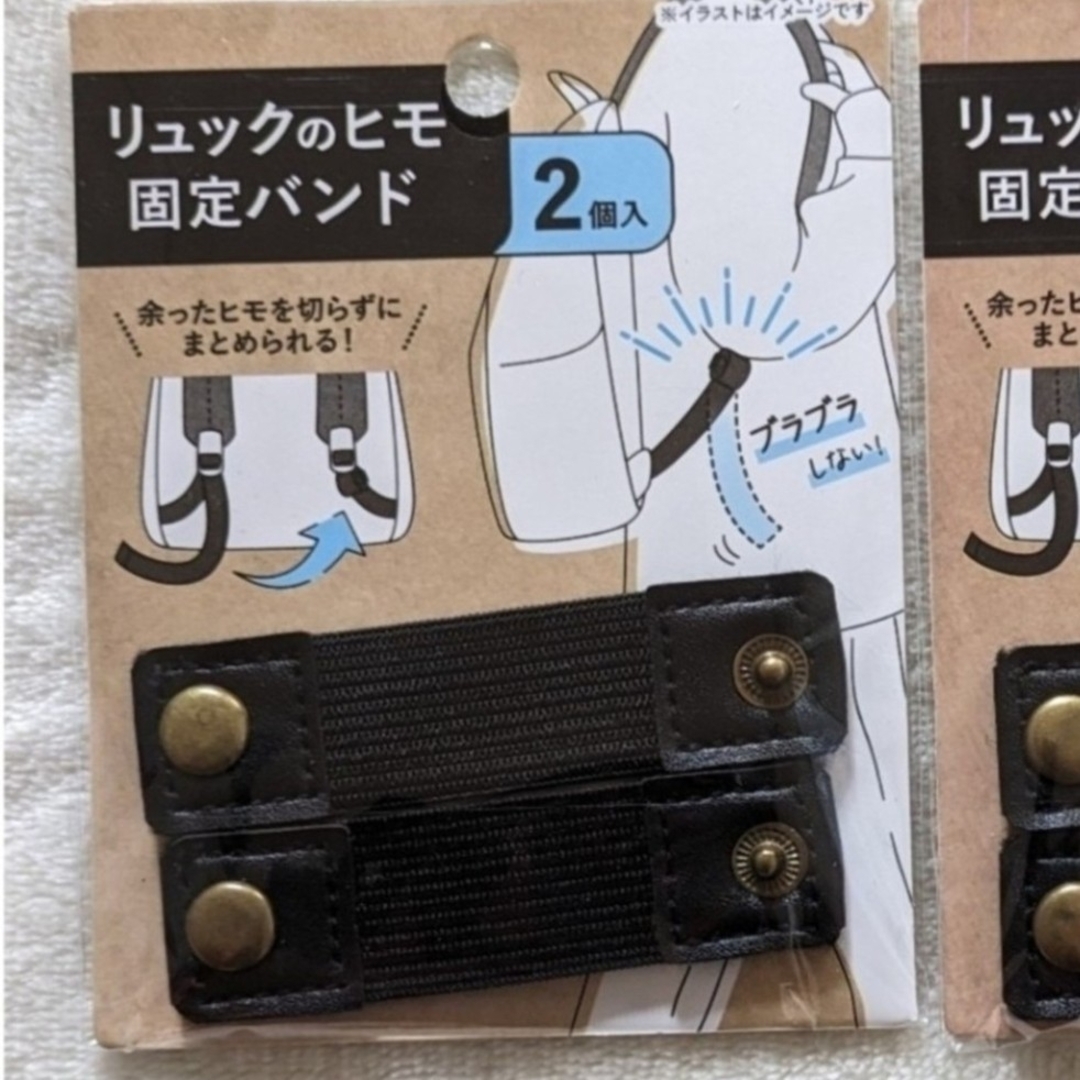 ※イラストはイメージです
リュックのヒモ
固定バンド
2個入
余ったヒモを切らずに
まとめられる!
ブラブラ
しない!
リュッ
固定
余ったヒ
まと